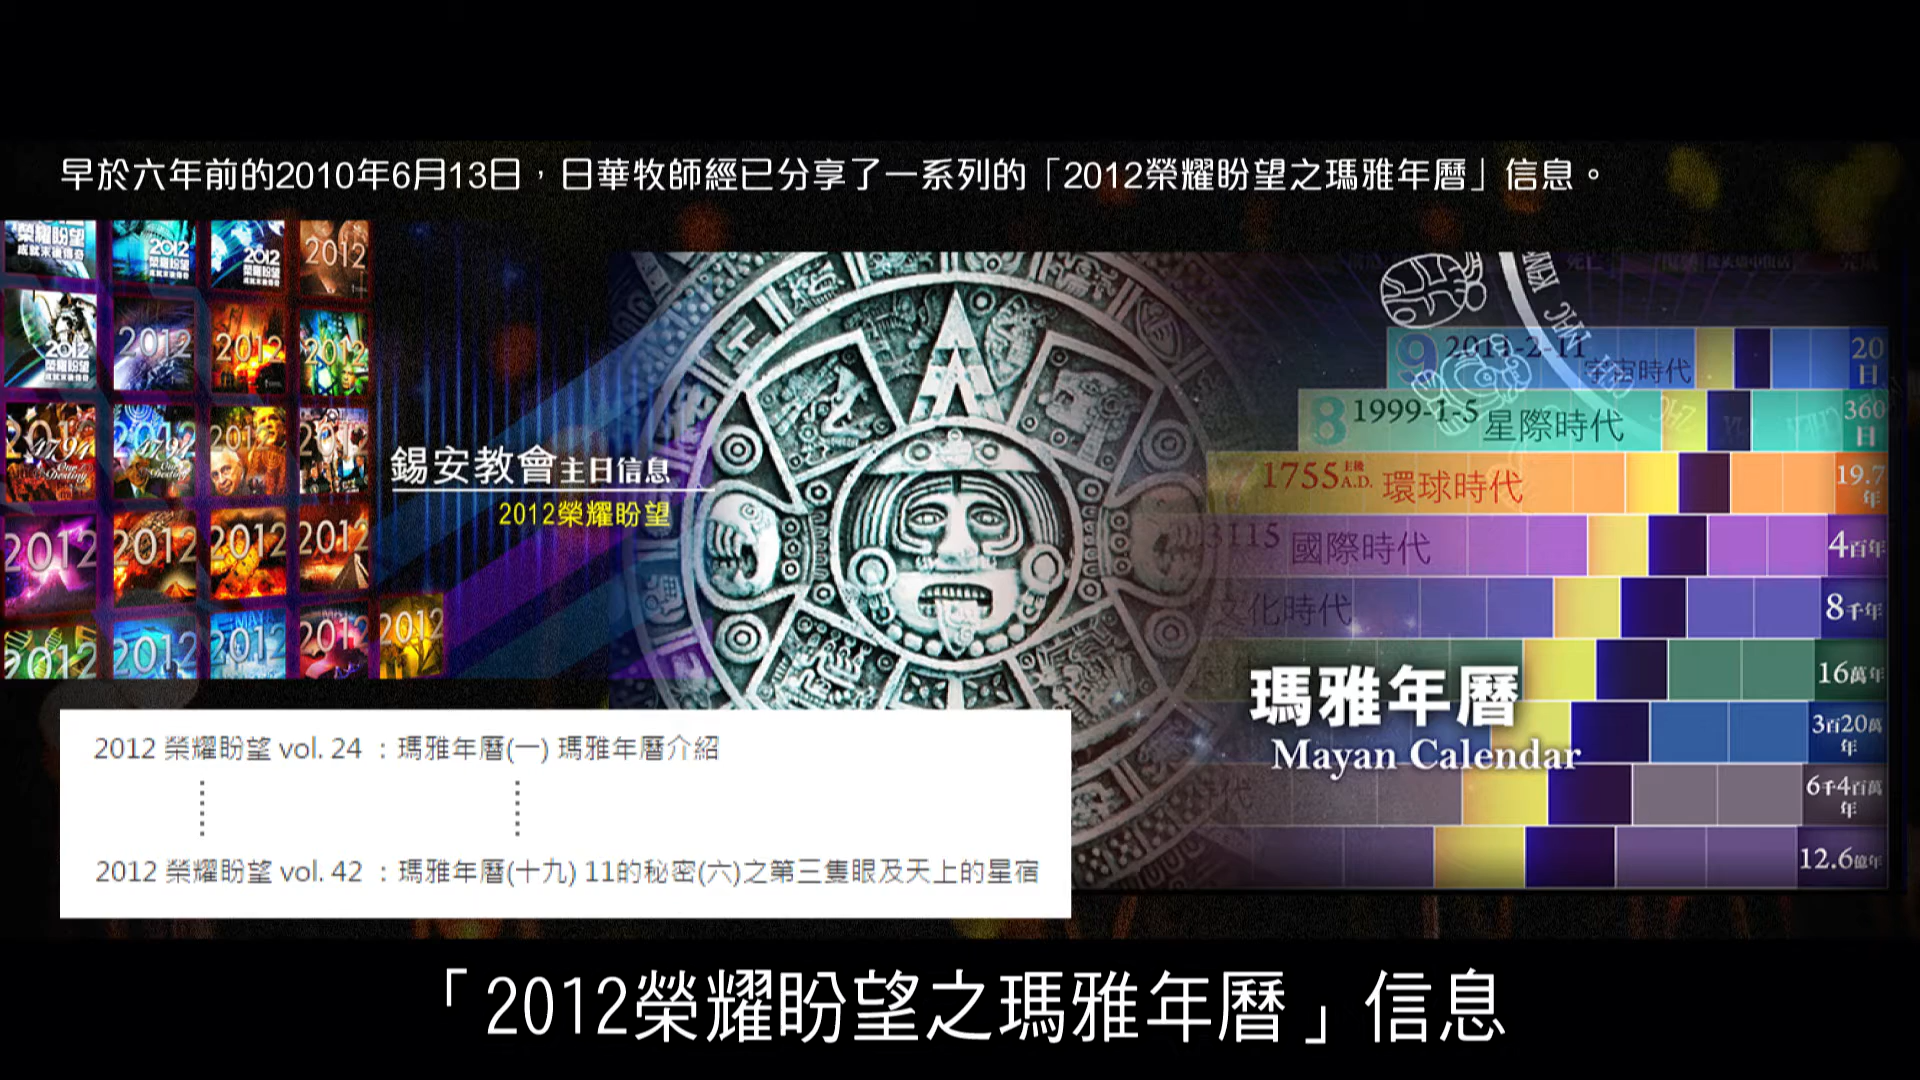 早於六年前的2010年6月13日，日華牧師經已分享了一系列的「2012榮耀盼望之瑪雅年曆」信息。
錫安教會主日信息
2012榮耀盼望
9 2011-2-11 宇宙時代 20日
8 1999-1-5 星際時代 360日
1755主後A.D. 環球時代 19.7年
3115 國際時代 4百年
文化時代 8千年
16萬年
3百20萬年
6千4百萬年
12.6億年
瑪雅年曆
Mayan Calendar
2012 榮耀盼望 vol. 24 ：瑪雅年曆(一) 瑪雅年曆介紹
2012 榮耀盼望 vol. 42 ：瑪雅年曆(十九) 11的秘密(六)之第三隻眼及天上的星宿
「2012榮耀盼望之瑪雅年曆」信息